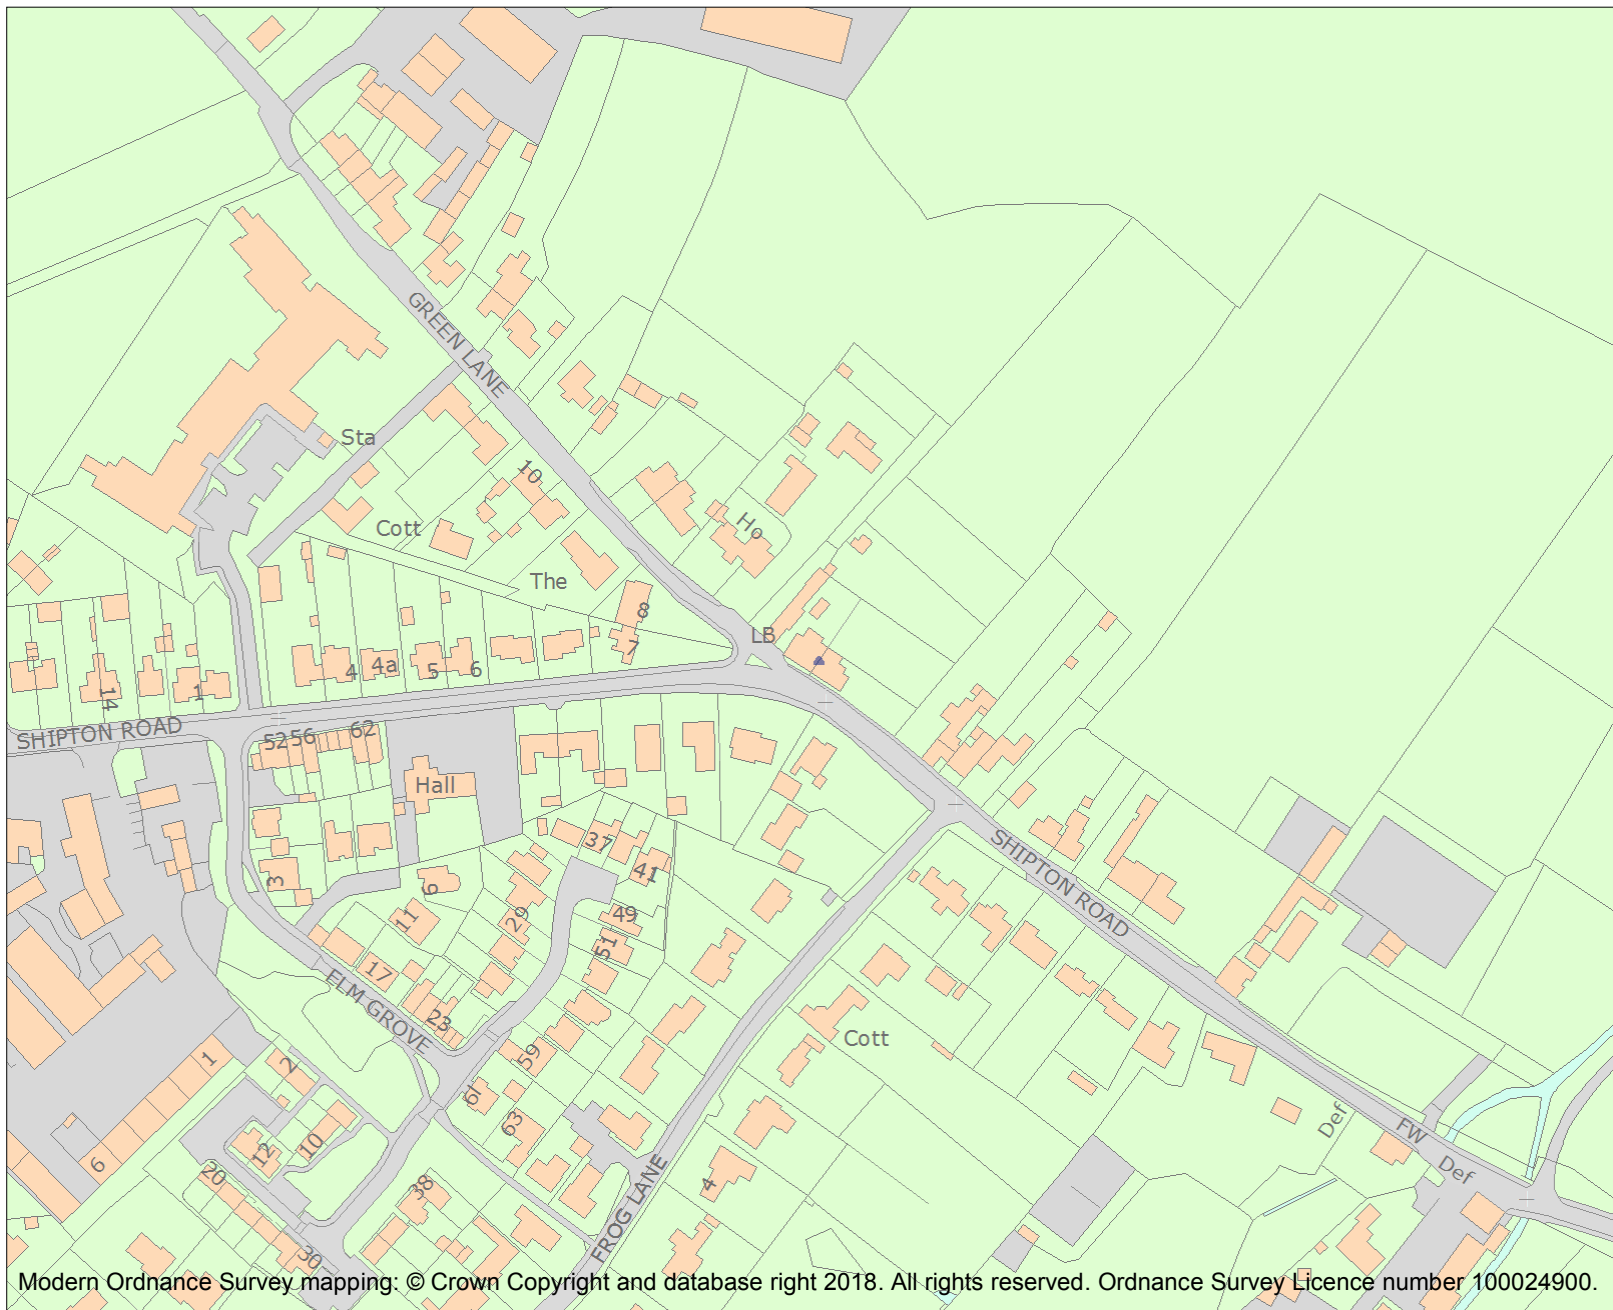 GREEN LANE
Sta
10
Cott
Ho
The
8
LB
7
4
4a
5
6
14
1
SHIPTON ROAD
52
56
62
Hall
37
41
SHIPTON ROAD
3
9
11
29
49
51
17
ELM GROVE
23
Cott
59
1
2
61
63
Def
FW
Def
10
12
6
20
38
4
FROG LANE
30
Modern Ordnance Survey mapping: © Crown Copyright and database right 2018. All rights reserved. Ordnance Survey Licence number 100024900.